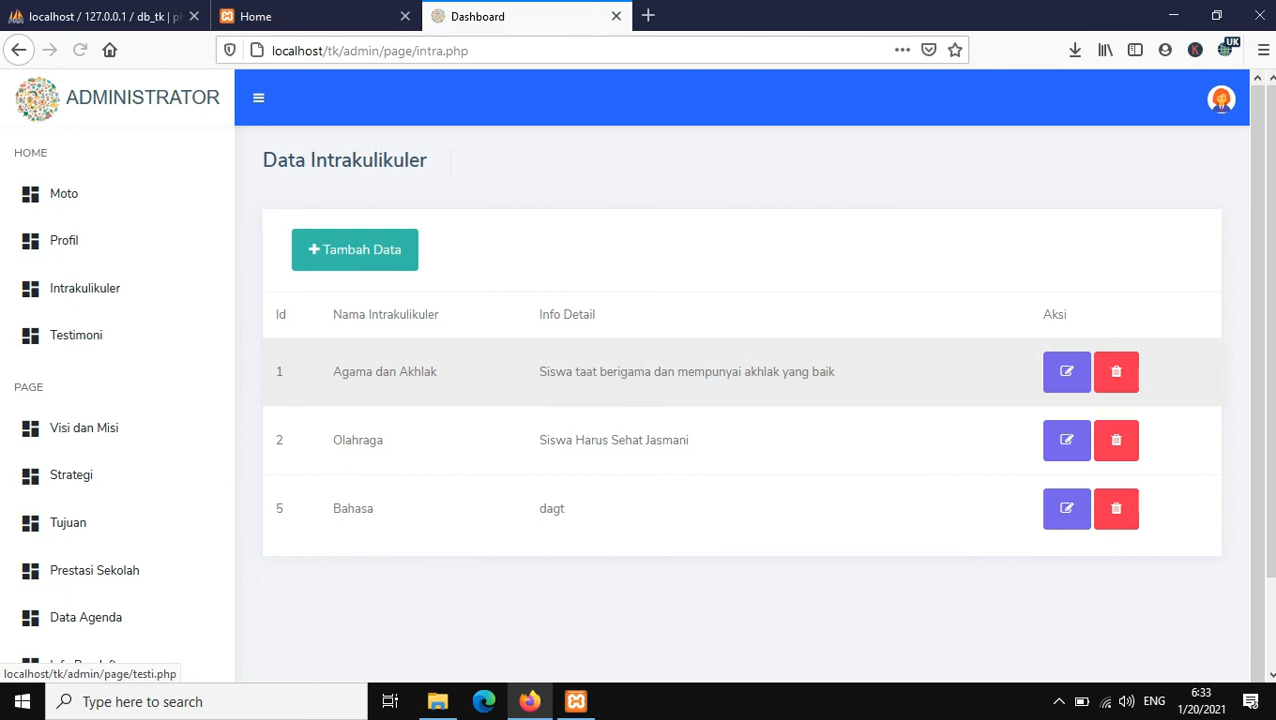 localhost / 127.0.0.1 / db_tk | p
Home
Dashboard
localhost/tk/admin/page/intra.php
UK
K
ADMINISTRATOR
HOME
Moto
Profil
Intrakulikuler
Testimoni
PAGE
Visi dan Misi
Strategi
Tujuan
Prestasi Sekolah
Data Agenda
Data Intrakulikuler
Tambah Data
Id Nama Intrakulikuler Info Detail Aksi
1 Agama dan Akhlak Siswa taat berigama dan mempunyai akhlak yang baik
2 Olahraga Siswa Harus Sehat Jasmani
5 Bahasa dagt
localhost/tk/admin/page/testi.php
Type here to search
ENG
6:33
1/20/2021